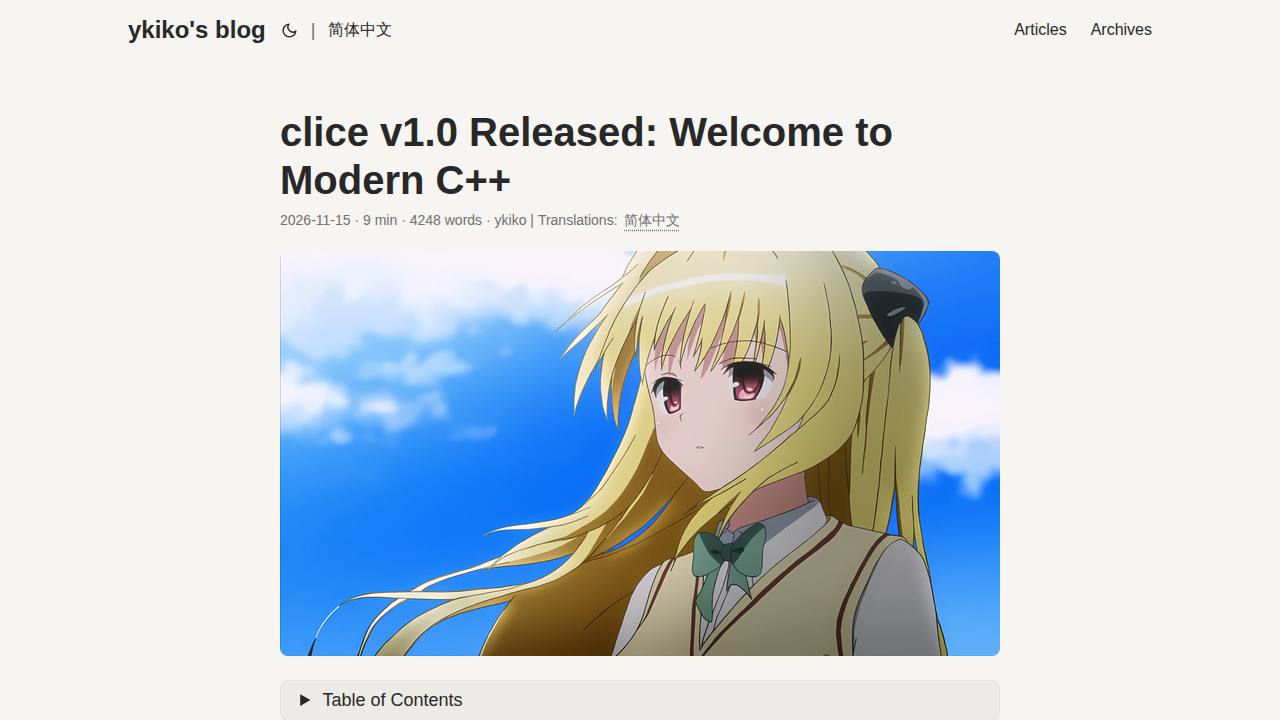 ykiko's blog | 简体中文 Articles Archives
clice v1.0 Released: Welcome to
Modern C++
2026-11-15 · 9 min · 4248 words · ykiko | Translations: 简体中文
Table of Contents